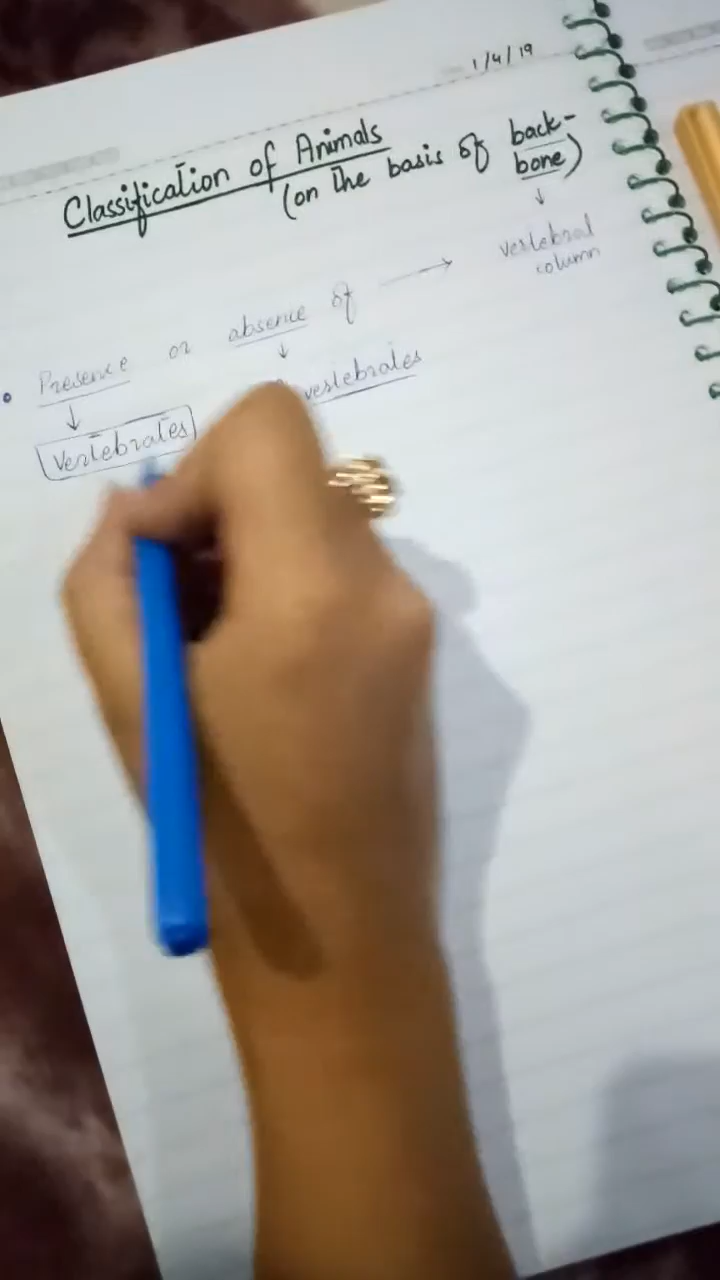 1/4/19
Classification of Animals
(on the basis of back-
bone)
↓
vertebral
column
• Presence or absence of →
↓ ↓
Vertebrates vertebrates